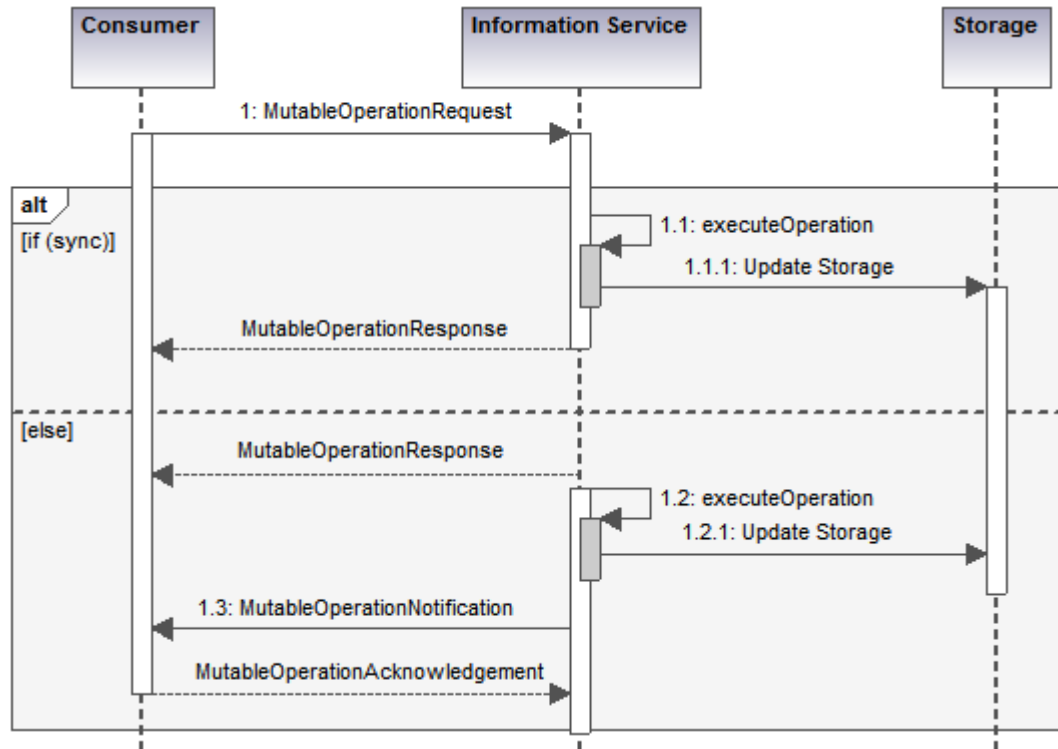 Consumer
Information Service
Storage
1: MutableOperationRequest
alt
[if (sync)]
1.1: executeOperation
1.1.1: Update Storage
MutableOperationResponse
[else]
MutableOperationResponse
1.2: executeOperation
1.2.1: Update Storage
1.3: MutableOperationNotification
MutableOperationAcknowledgement